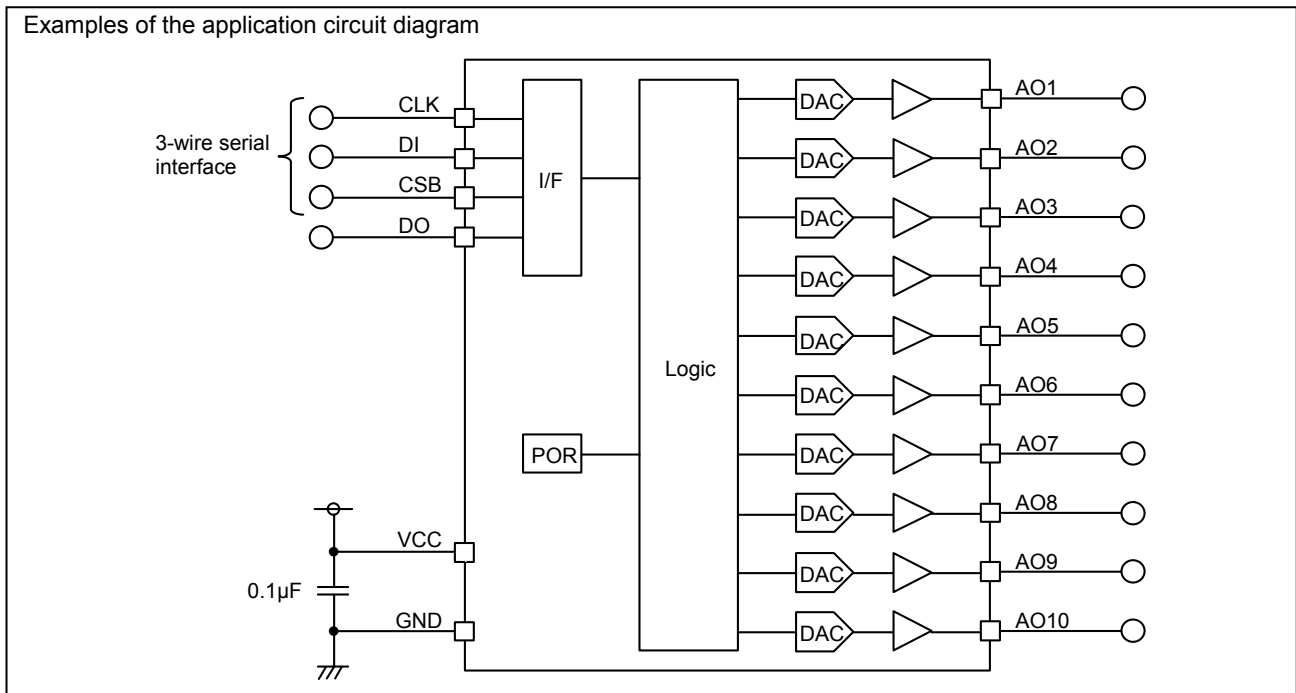 Examples of the application circuit diagram
3-wire serial
interface
CLK
DI
CSB
DO
I/F
Logic
POR
VCC
0.1µF
GND
DAC
AO1
DAC
AO2
DAC
AO3
DAC
AO4
DAC
AO5
DAC
AO6
DAC
AO7
DAC
AO8
DAC
AO9
DAC
AO10